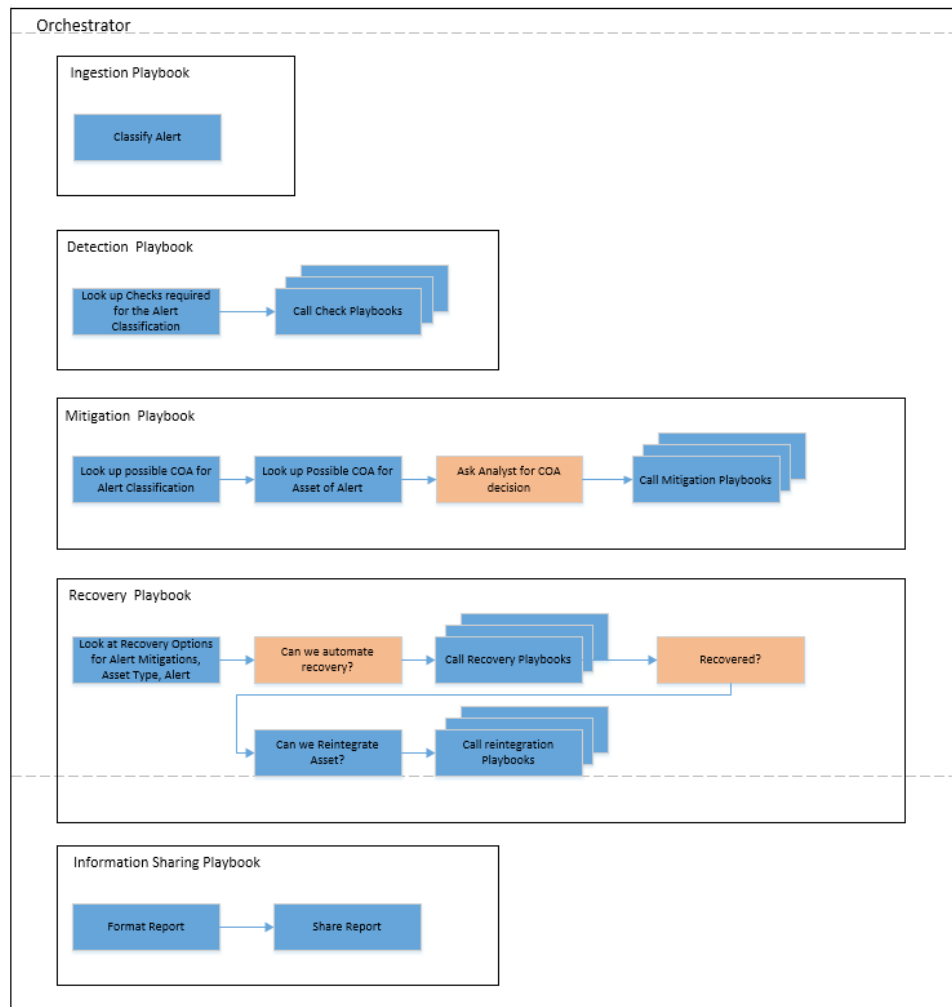 Orchestrator
Ingestion Playbook
Classify Alert
Detection Playbook
Look up Checks required
for the Alert
Classification
Call Check Playbooks
Mitigation Playbook
Look up possible COA for
Alert Classification
Look up Possible COA for
Asset of Alert
Ask Analyst for COA
decision
Call Mitigation Playbooks
Recovery Playbook
Look at Recovery Options
for Alert Mitigations,
Asset Type, Alert
Can we automate
recovery?
Call Recovery Playbooks
Recovered?
Can we Reintegrate
Asset?
Call reintegration
Playbooks
Information Sharing Playbook
Format Report
Share Report